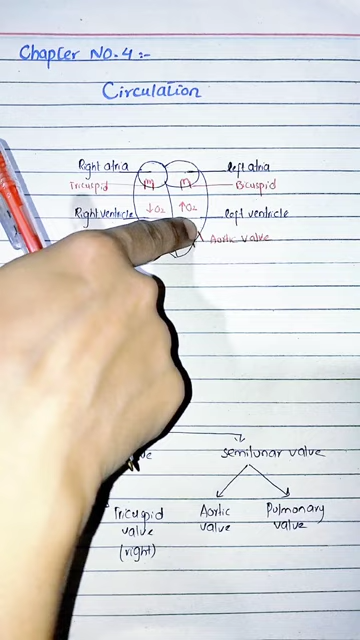 Chapter NO.4:-
Circulation
Right atria
left atria
Tricuspid
Bicuspid
Right ventricle
↓O₂
↑O₂
left ventricle
Aortic valve
semilunar valve
Tricuspid
valve
(right)
Aortic
valve
Pulmonary
valve